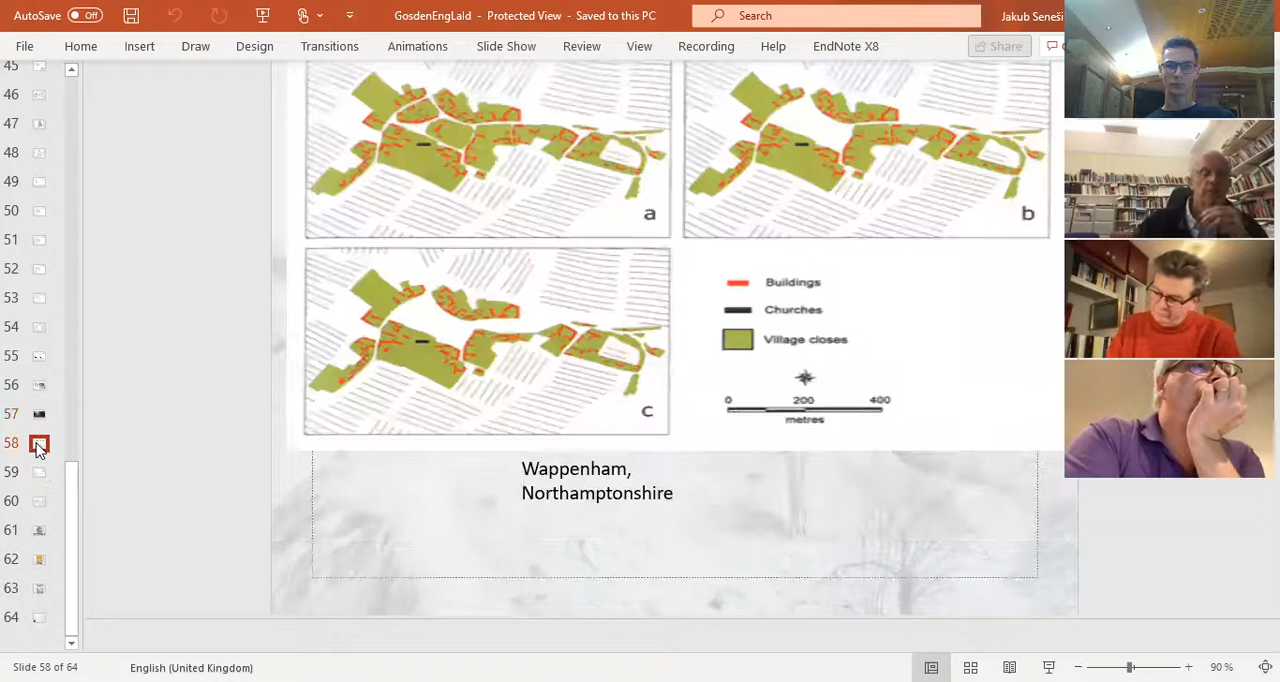 AutoSave Off GosdenEngLald - Protected View - Saved to this PC Search Jakub Seneši
File Home Insert Draw Design Transitions Animations Slide Show Review View Recording Help EndNote X8 Share
45
46
47
48
49
50
51
52
53
54
55
56
57
58
59
60
61
62
63
64
a
b
c
Buildings
Churches
Village closes
0 200 400
metres
Wappenham,
Northamptonshire
Slide 58 of 64 English (United Kingdom) 90 %